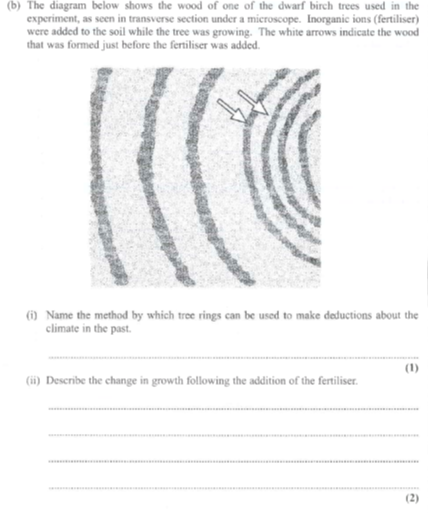 (b) The diagram below shows the wood of one of the dwarf birch trees used in the
experiment, as seen in transverse section under a microscope. Inorganic ions (fertiliser)
were added to the soil while the tree was growing. The white arrows indicate the wood
that was formed just before the fertiliser was added.
(i) Name the method by which tree rings can be used to make deductions about the
climate in the past.
(1)
(ii) Describe the change in growth following the addition of the fertiliser.
(2)